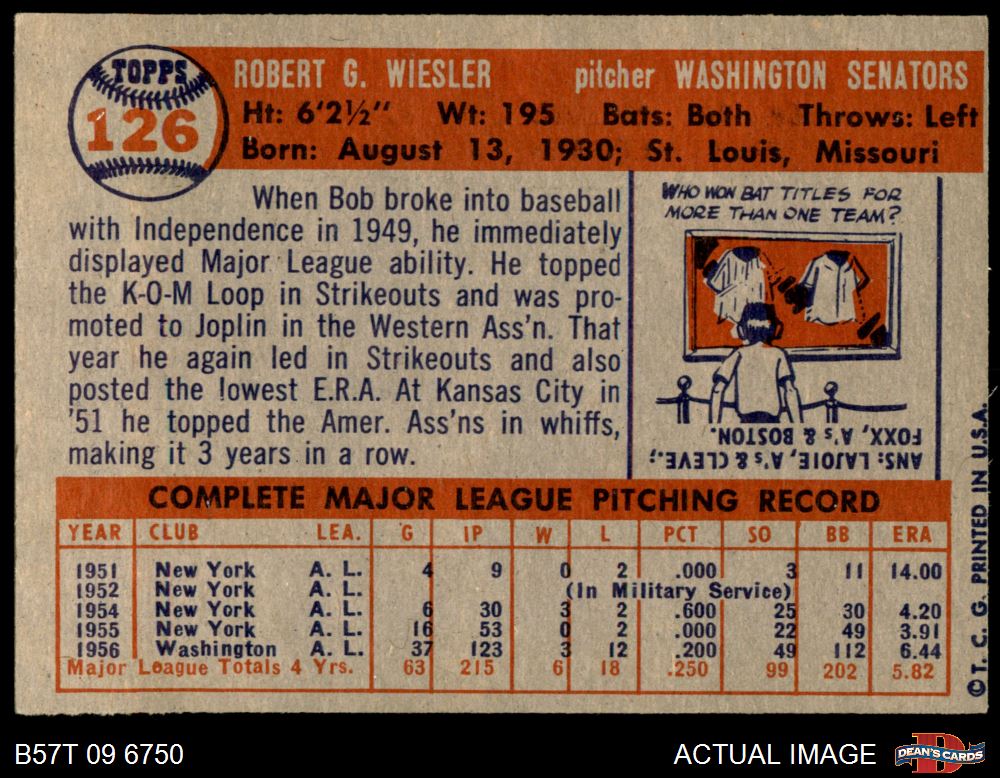 TOPPS
126
ROBERT G. WIESLER pitcher WASHINGTON SENATORS
Ht: 6'2½" Wt: 195 Bats: Both Throws: Left
Born: August 13, 1930; St. Louis, Missouri
When Bob broke into baseball
with Independence in 1949, he immediately
displayed Major League ability. He topped
the K-O-M Loop in Strikeouts and was pro-
moted to Joplin in the Western Ass'n. That
year he again led in Strikeouts and also
posted the lowest E.R.A. At Kansas City in
'51 he topped the Amer. Ass'ns in whiffs,
making it 3 years in a row.
WHO WON BAT TITLES FOR
MORE THAN ONE TEAM?
ANS: LAJOIE, A's & CLEVE.;
FOXX, A's & BOSTON.
COMPLETE MAJOR LEAGUE PITCHING RECORD
YEAR CLUB LEA. G IP W L PCT SO BB ERA
1951 New York A. L. 4 9 0 2 .000 3 11 14.00
1952 New York A. L. (In Military Service)
1954 New York A. L. 6 30 3 2 .600 25 30 4.20
1955 New York A. L. 16 53 0 2 .000 22 49 3.91
1956 Washington A. L. 37 123 3 12 .200 49 112 6.44
Major League Totals 4 Yrs. 63 215 6 18 .250 99 202 5.82
©T. C. G. PRINTED IN U.S.A.
B57T 09 6750
ACTUAL IMAGE
DEAN'S CARDS